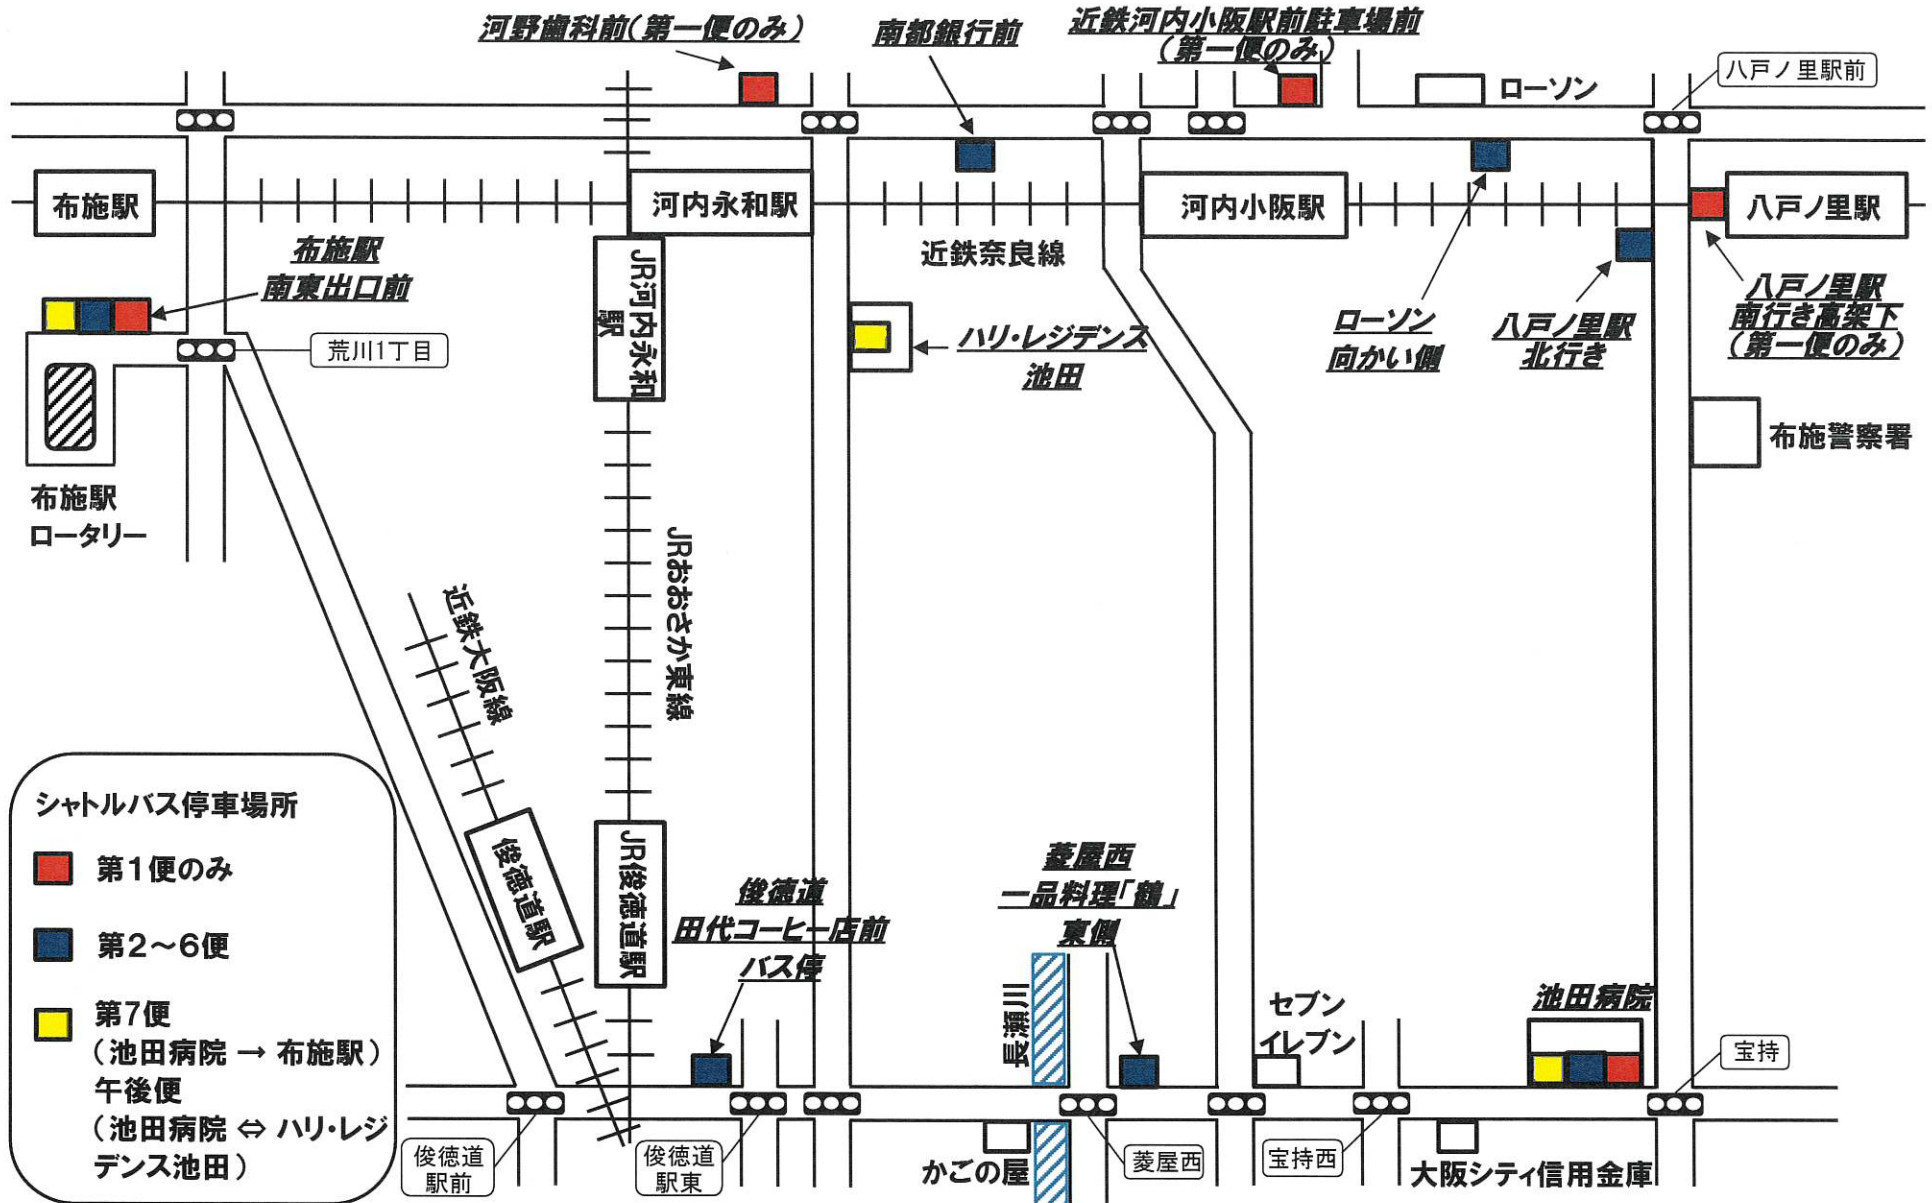 河野歯科前(第一便のみ)
南都銀行前
近鉄河内小阪駅前駐車場前
(第一便のみ)
ローソン
八戸ノ里駅前
布施駅
河内永和駅
河内小阪駅
八戸ノ里駅
近鉄奈良線
布施駅
南東出口前
荒川1丁目
JR河内永和
駅
ハリ・レジデンス
池田
ローソン
向かい側
八戸ノ里駅
北行き
八戸ノ里駅
南行き高架下
(第一便のみ)
布施警察署
布施駅
ロータリー
近鉄大阪線
JRおおさか東線
シャトルバス停車場所
第1便のみ
第2～6便
第7便
(池田病院 → 布施駅)
午後便
(池田病院 ⇔ ハリ・レジ
デンス池田)
俊徳道駅
JR俊徳道駅
俊徳道
田代コーヒー店前
バス停
菱屋西
一品料理「鶴」
東側
長瀬川
セブン
イレブン
池田病院
宝持
俊徳道
駅前
俊徳道
駅東
かごの屋
菱屋西
宝持西
大阪シティ信用金庫